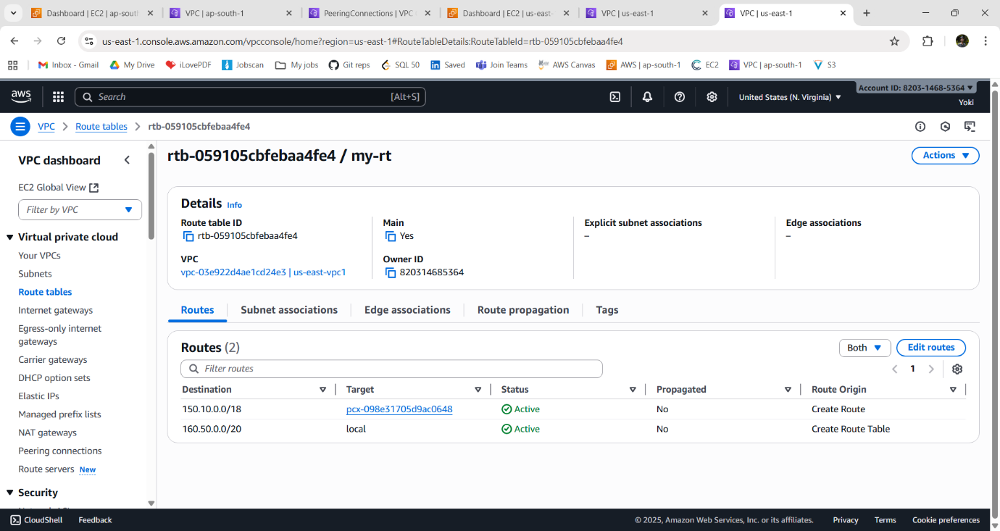 Dashboard | EC2 | ap-sout
VPC | ap-south-1
PeeringConnections | VPC
Dashboard | EC2 | us-east-
VPC | us-east-1
VPC | us-east-1
us-east-1.console.aws.amazon.com/vpcconsole/home?region=us-east-1#RouteTableDetails:RouteTableId=rtb-059105cbfebaa4fe4
Inbox - Gmail
My Drive
iLovePDF
Jobscan
My jobs
Git reps
SQL 50
Saved
Join Teams
AWS Canvas
AWS | ap-south-1
EC2
VPC | ap-south-1
S3
aws
Search
[Alt+S]
United States (N. Virginia)
Account ID: 8203-1468-5364
Yoki
VPC
Route tables
rtb-059105cbfebaa4fe4
VPC dashboard
EC2 Global View
Filter by VPC
Virtual private cloud
Your VPCs
Subnets
Route tables
Internet gateways
Egress-only internet
gateways
Carrier gateways
DHCP option sets
Elastic IPs
Managed prefix lists
NAT gateways
Peering connections
Route servers New
Security
rtb-059105cbfebaa4fe4 / my-rt
Actions
Details Info
Route table ID
rtb-059105cbfebaa4fe4
Main
Yes
Explicit subnet associations
–
Edge associations
–
VPC
vpc-03e922d4ae1cd24e3 | us-east-vpc1
Owner ID
820314685364
Routes
Subnet associations
Edge associations
Route propagation
Tags
Routes (2)
Both
Edit routes
Filter routes
1
Destination Target Status Propagated Route Origin
150.10.0.0/18 pcx-098e31705d9ac0648 Active No Create Route
160.50.0.0/20 local Active No Create Route Table
CloudShell
Feedback
© 2025, Amazon Web Services, Inc. or its affiliates.
Privacy
Terms
Cookie preferences